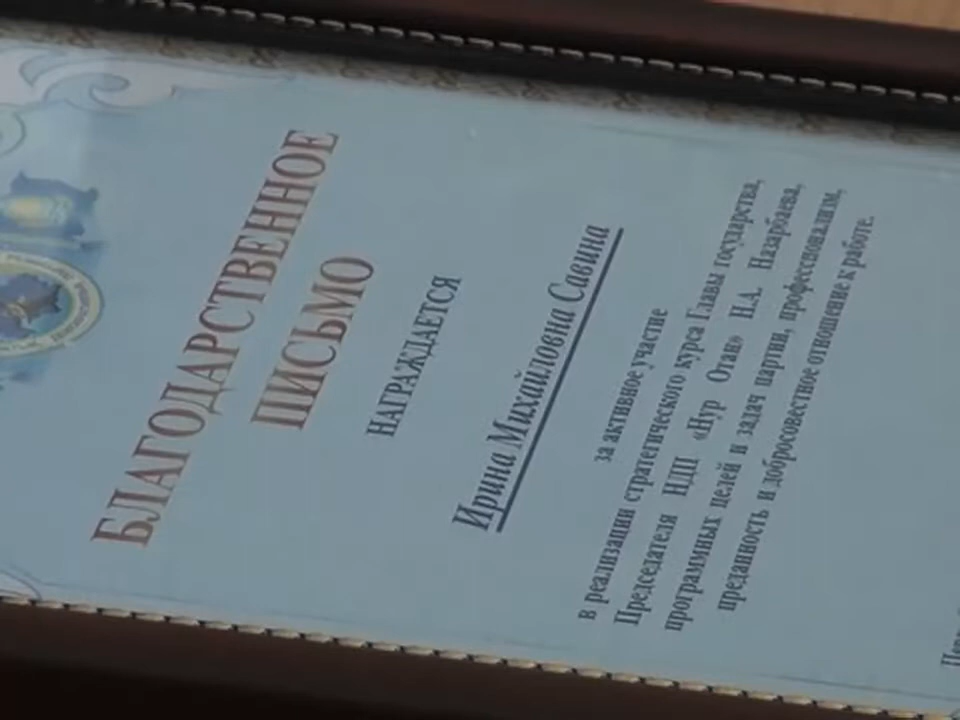 БЛАГОДАРСТВЕННОЕ
ПИСЬМО
НАГРАЖДАЕТСЯ
Ирина Михайловна Савина
за активное участие
в реализации стратегического курса Главы государства,
Председателя НДП «Нур Отан» Н.А. Назарбаева,
программных целей и задач партии, профессионализм,
преданность и добросовестное отношение к работе.